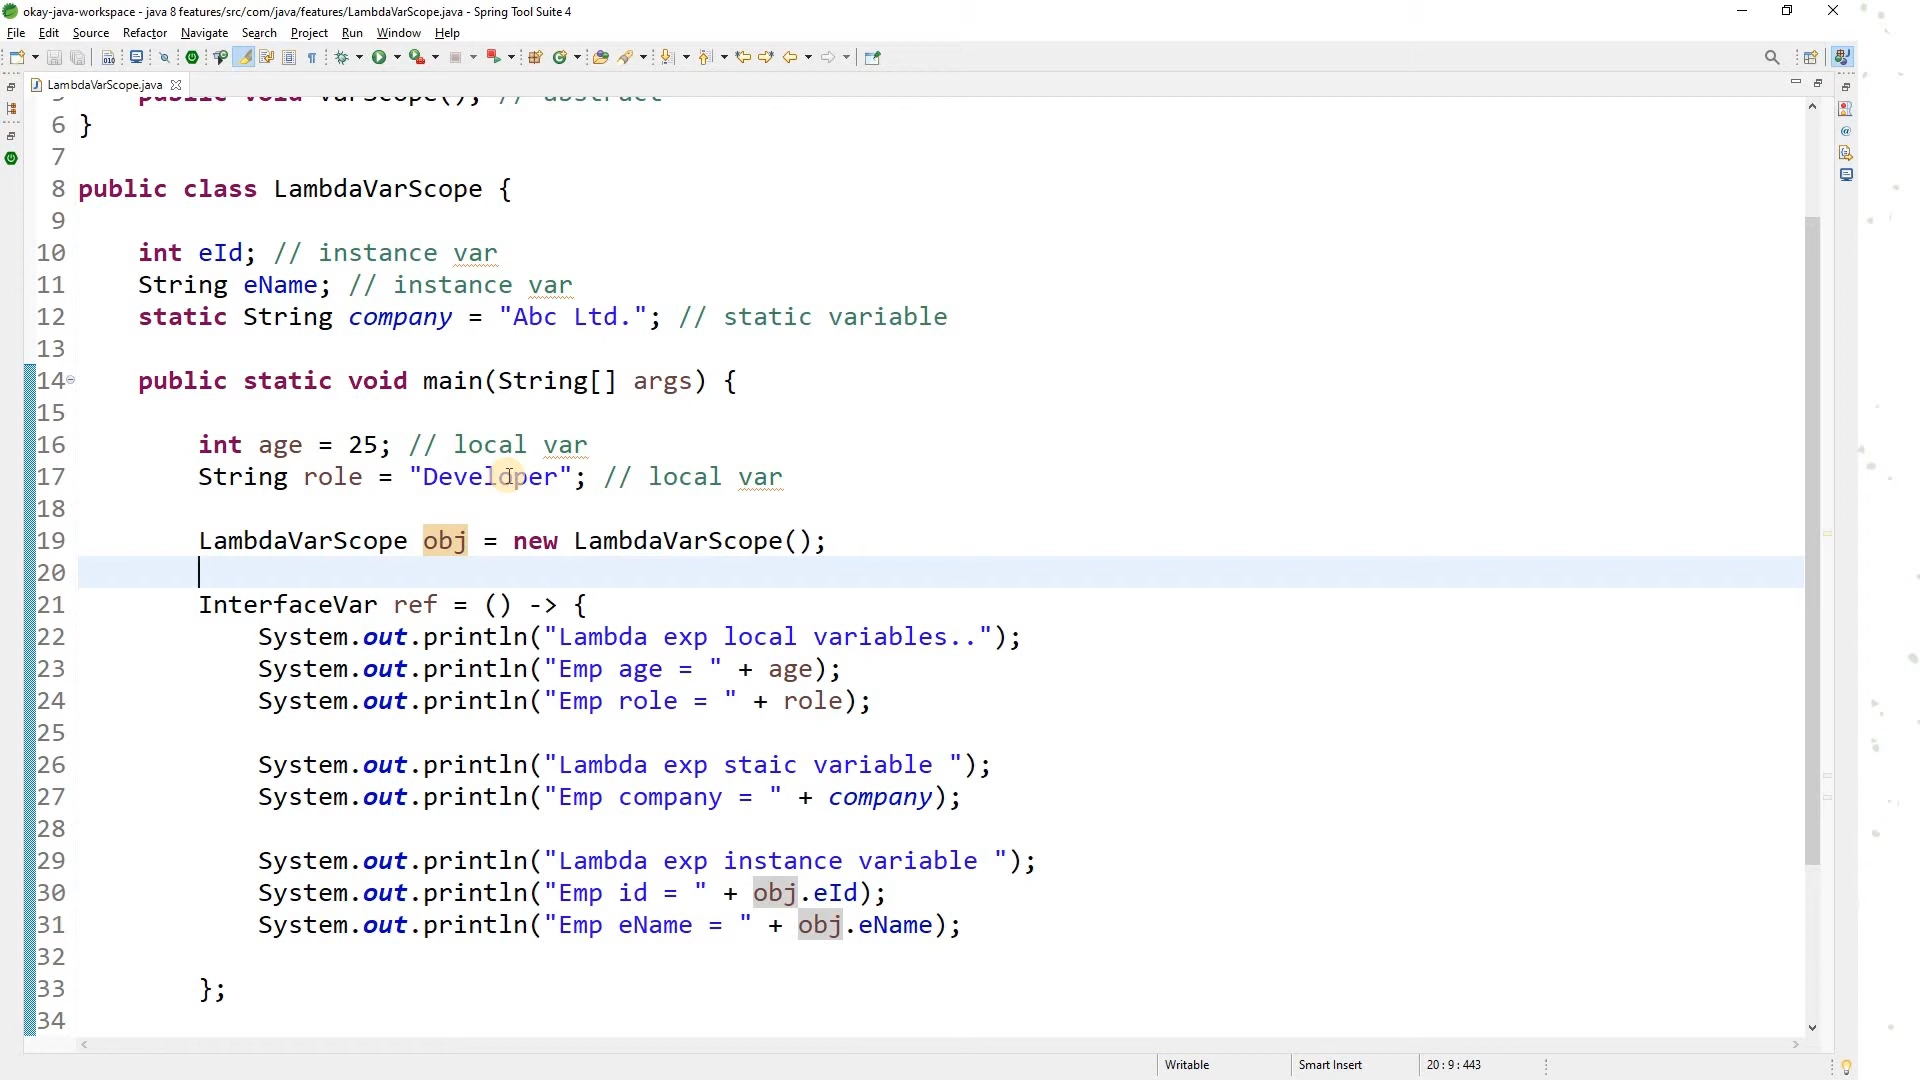 okay-java-workspace - java 8 features/src/com/java/features/LambdaVarScope.java - Spring Tool Suite 4
File Edit Source Refactor Navigate Search Project Run Window Help
LambdaVarScope.java
public void varScope(); // abstract
6 }
7
8 public class LambdaVarScope {
9
10 int eId; // instance var
11 String eName; // instance var
12 static String company = "Abc Ltd."; // static variable
13
14 public static void main(String[] args) {
15
16 int age = 25; // local var
17 String role = "Developer"; // local var
18
19 LambdaVarScope obj = new LambdaVarScope();
20
21 InterfaceVar ref = () -> {
22 System.out.println("Lambda exp local variables..");
23 System.out.println("Emp age = " + age);
24 System.out.println("Emp role = " + role);
25
26 System.out.println("Lambda exp staic variable ");
27 System.out.println("Emp company = " + company);
28
29 System.out.println("Lambda exp instance variable ");
30 System.out.println("Emp id = " + obj.eId);
31 System.out.println("Emp eName = " + obj.eName);
32
33 };
34
Writable Smart Insert 20 : 9 : 443